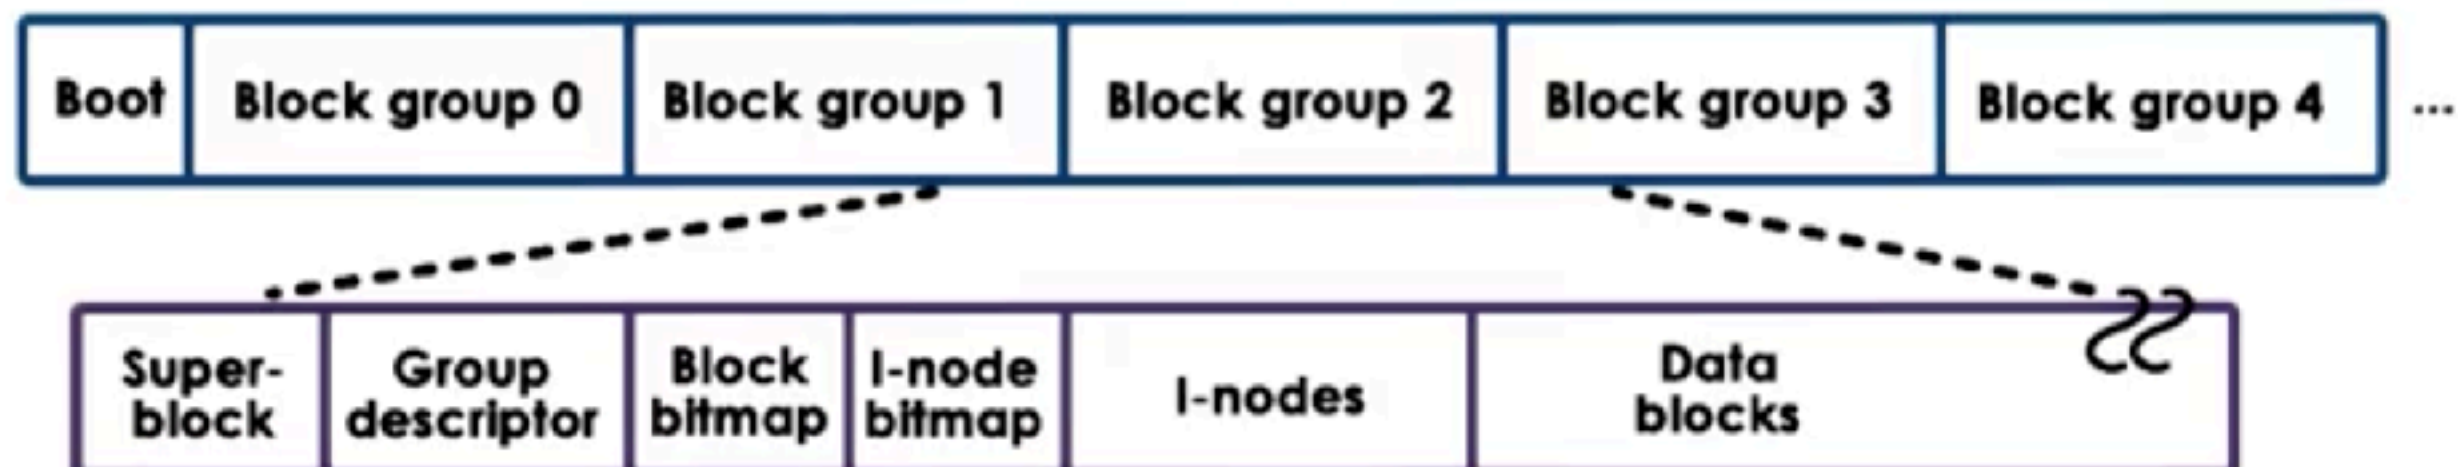 Boot Block group 0 Block group 1 Block group 2 Block group 3 Block group 4 ...
Super- Group Block I-node I-nodes Data
block descriptor bitmap bitmap blocks